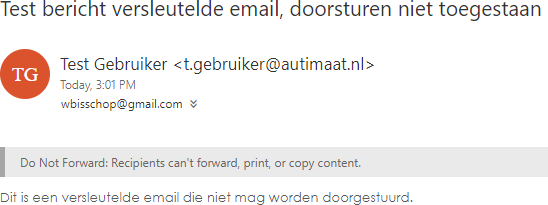 Test bericht versleutelde email, doorsturen niet toegestaan
TG
Test Gebruiker <t.gebruiker@autimaat.nl>
Today, 3:01 PM
wbisschop@gmail.com
Do Not Forward: Recipients can't forward, print, or copy content.
Dit is een versleutelde email die niet mag worden doorgestuurd.